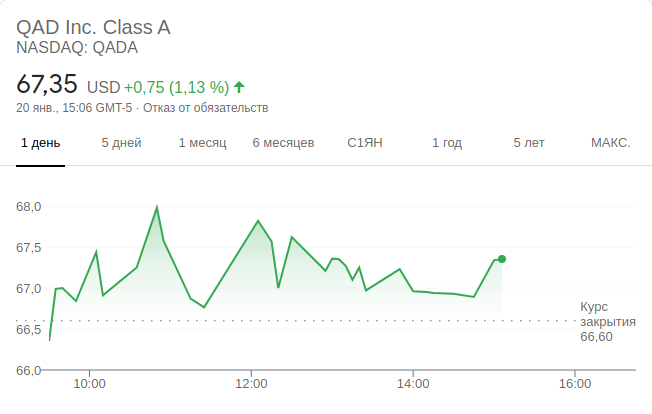 QAD Inc. Class A
NASDAQ: QADA
67,35 USD +0,75 (1,13 %)
20 янв., 15:06 GMT-5 · Отказ от обязательств
1 день 5 дней 1 месяц 6 месяцев С1ЯН 1 год 5 лет МАКС.
68,0
67,5
67,0
66,5
66,0
Курс
закрытия
66,60
10:00 12:00 14:00 16:00